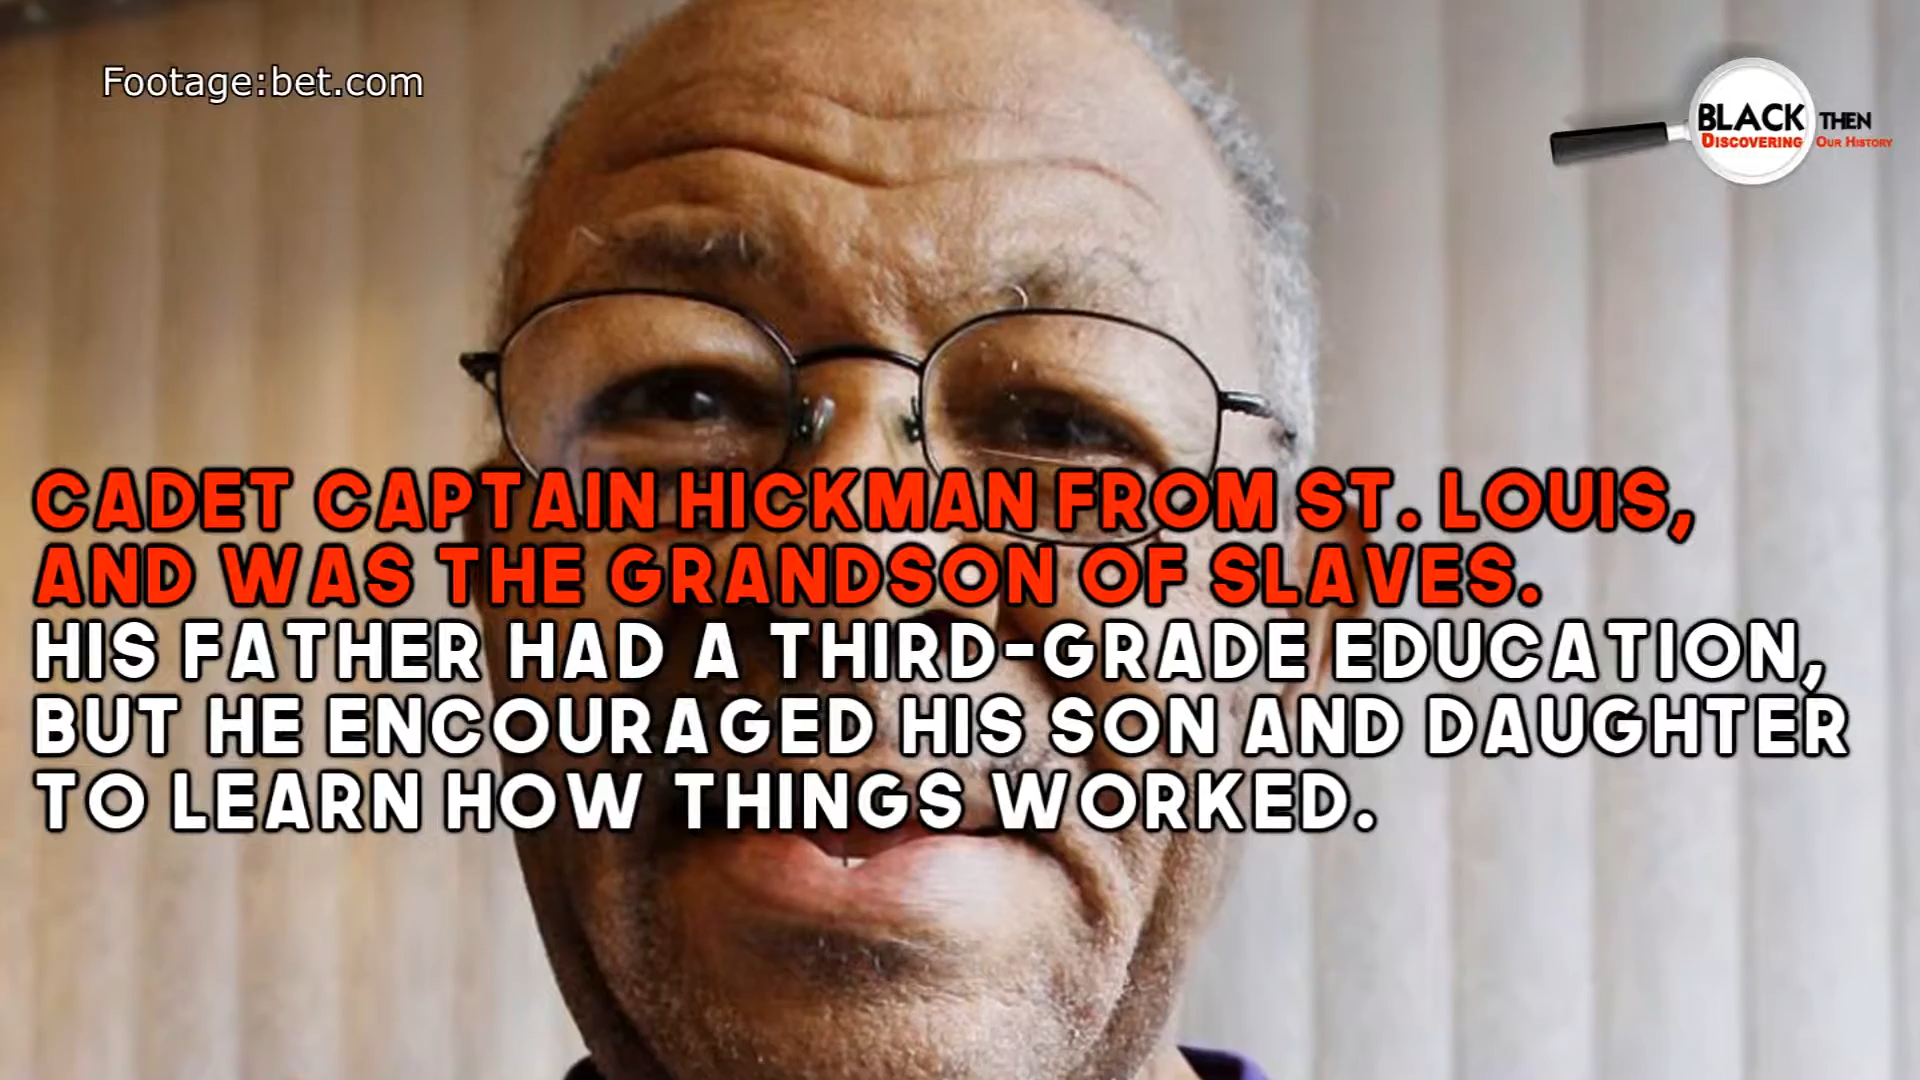 Footage:bet.com
BLACK THEN
DISCOVERING OUR HISTORY
CADET CAPTAIN HICKMAN FROM ST. LOUIS,
AND WAS THE GRANDSON OF SLAVES.
HIS FATHER HAD A THIRD-GRADE EDUCATION,
BUT HE ENCOURAGED HIS SON AND DAUGHTER
TO LEARN HOW THINGS WORKED.